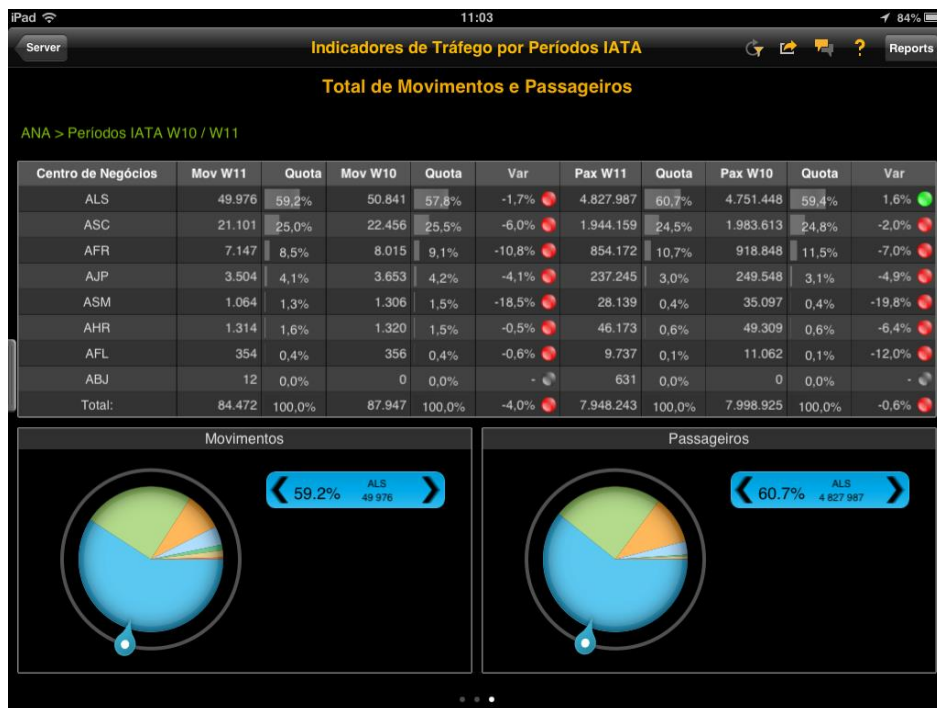 iPad 11:03 84%
Server Indicadores de Tráfego por Períodos IATA ? Reports
Total de Movimentos e Passageiros
ANA > Períodos IATA W10 / W11
Centro de Negócios Mov W11 Quota Mov W10 Quota Var Pax W11 Quota Pax W10 Quota Var
ALS 49.976 59,2% 50.841 57,8% -1,7% 4.827.987 60,7% 4.751.448 59,4% 1,6%
ASC 21.101 25,0% 22.456 25,5% -6,0% 1.944.159 24,5% 1.983.613 24,8% -2,0%
AFR 7.147 8,5% 8.015 9,1% -10,8% 854.172 10,7% 918.848 11,5% -7,0%
AJP 3.504 4,1% 3.653 4,2% -4,1% 237.245 3,0% 249.548 3,1% -4,9%
ASM 1.064 1,3% 1.306 1,5% -18,5% 28.139 0,4% 35.097 0,4% -19,8%
AHR 1.314 1,6% 1.320 1,5% -0,5% 46.173 0,6% 49.309 0,6% -6,4%
AFL 354 0,4% 356 0,4% -0,6% 9.737 0,1% 11.062 0,1% -12,0%
ABJ 12 0,0% 0 0,0% - 631 0,0% 0 0,0% -
Total: 84.472 100,0% 87.947 100,0% -4,0% 7.948.243 100,0% 7.998.925 100,0% -0,6%
Movimentos
59.2% ALS
49 976
Passageiros
60.7% ALS
4 827 987